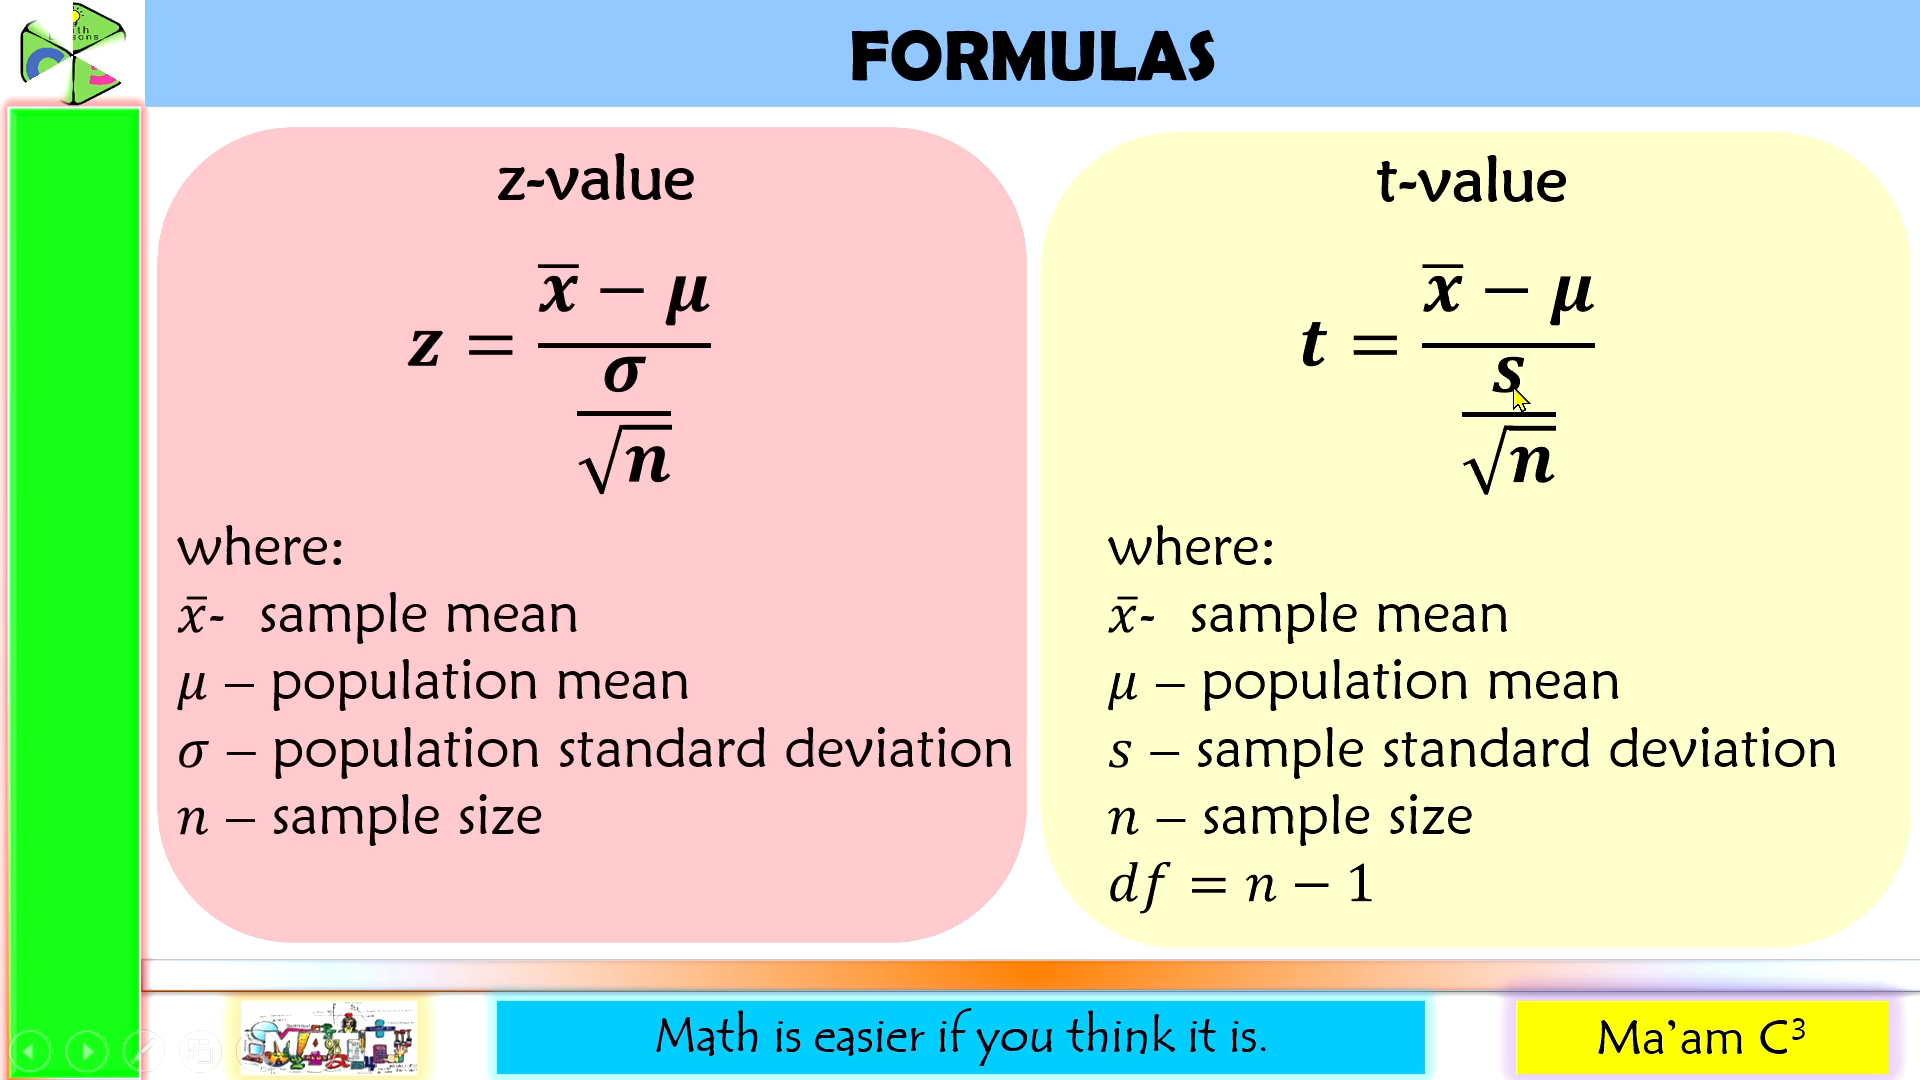 FORMULAS
z-value
z = (x̅ − μ) / (σ / √n)
where:
x̅- sample mean
μ – population mean
σ – population standard deviation
n – sample size
t-value
t = (x̅ − μ) / (s / √n)
where:
x̅- sample mean
μ – population mean
s – sample standard deviation
n – sample size
df = n − 1
MATH
Math is easier if you think it is.
Ma’am C³